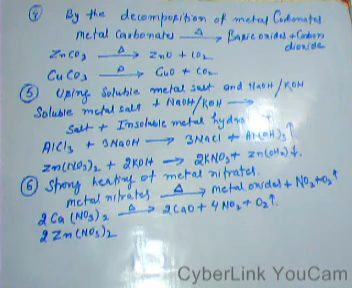 ④ By the decomposition of metal Carbonates
metal Carbonates —Δ→ Basic oxides + Carbon dioxide
ZnCO3 —Δ→ ZnO + CO2
CuCO3 —Δ→ CuO + CO2
⑤ Using Soluble metal salt and NaOH/KOH
Soluble metal salt + NaOH/KOH →
Salt + Insoluble metal hydro ↑
AlCl3 + 3NaOH → 3NaCl + Al(OH)3↑
Zn(NO3)2 + 2KOH → 2KNO3 + Zn(OH)2↓.
⑥ Strong heating of metal nitrates.
metal nitrates —Δ→ metal oxides + NO2 + O2↑
2Ca(NO3)2 —Δ→ 2CaO + 4NO2 + O2↑.
2Zn(NO3)2
CyberLink YouCam